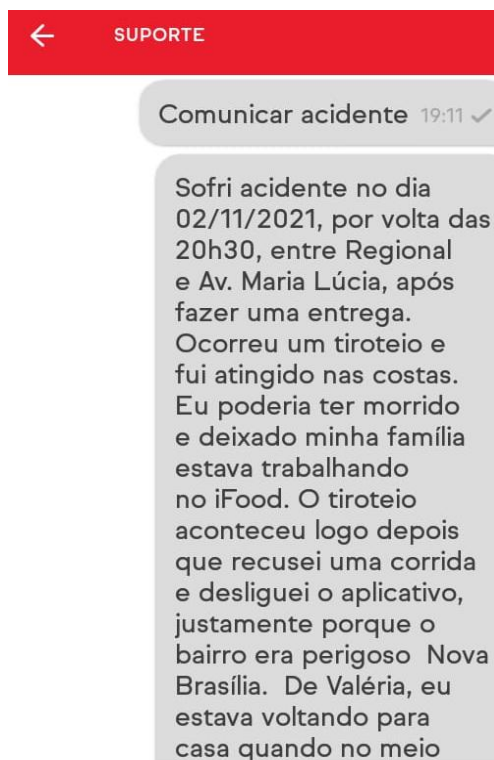 SUPORTE
Comunicar acidente 19:11
Sofri acidente no dia
02/11/2021, por volta das
20h30, entre Regional
e Av. Maria Lúcia, após
fazer uma entrega.
Ocorreu um tiroteio e
fui atingido nas costas.
Eu poderia ter morrido
e deixado minha família
estava trabalhando
no iFood. O tiroteio
aconteceu logo depois
que recusei uma corrida
e desliguei o aplicativo,
justamente porque o
bairro era perigoso Nova
Brasília. De Valéria, eu
estava voltando para
casa quando no meio